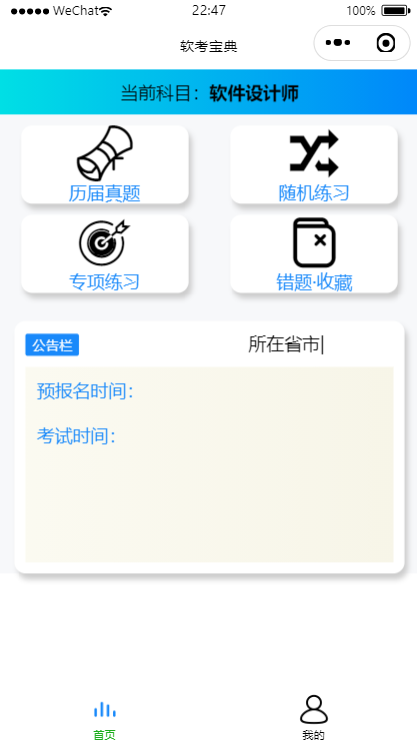 WeChat 22:47 100%
软考宝典
当前科目：软件设计师
历届真题 随机练习
专项练习 错题·收藏
公告栏 所在省市|
预报名时间：
考试时间：
首页 我的